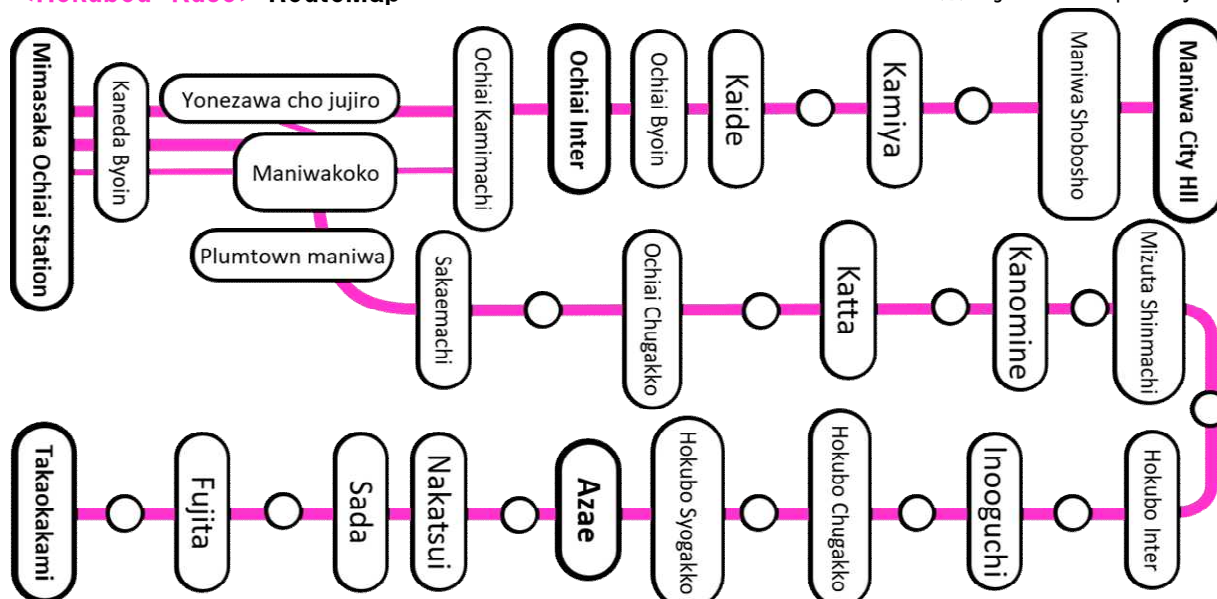 RouteMap
Mimasaka Ochiai Station
Kaneda Byoin
Yonezawa cho jujiro
Maniwakoko
Plumtown maniwa
Ochiai Kamimachi
Ochiai Inter
Ochiai Byoin
Kaide
Kamiya
Maniwa Shobosho
Maniwa City Hll
Sakaemachi
Ochiai Chugakko
Katta
Kanomine
Mizuta Shinmachi
Takaokakami
Fujita
Sada
Nakatsui
Azae
Hokubo Syogakko
Hokubo Chugakko
Inooguchi
Hokubo Inter